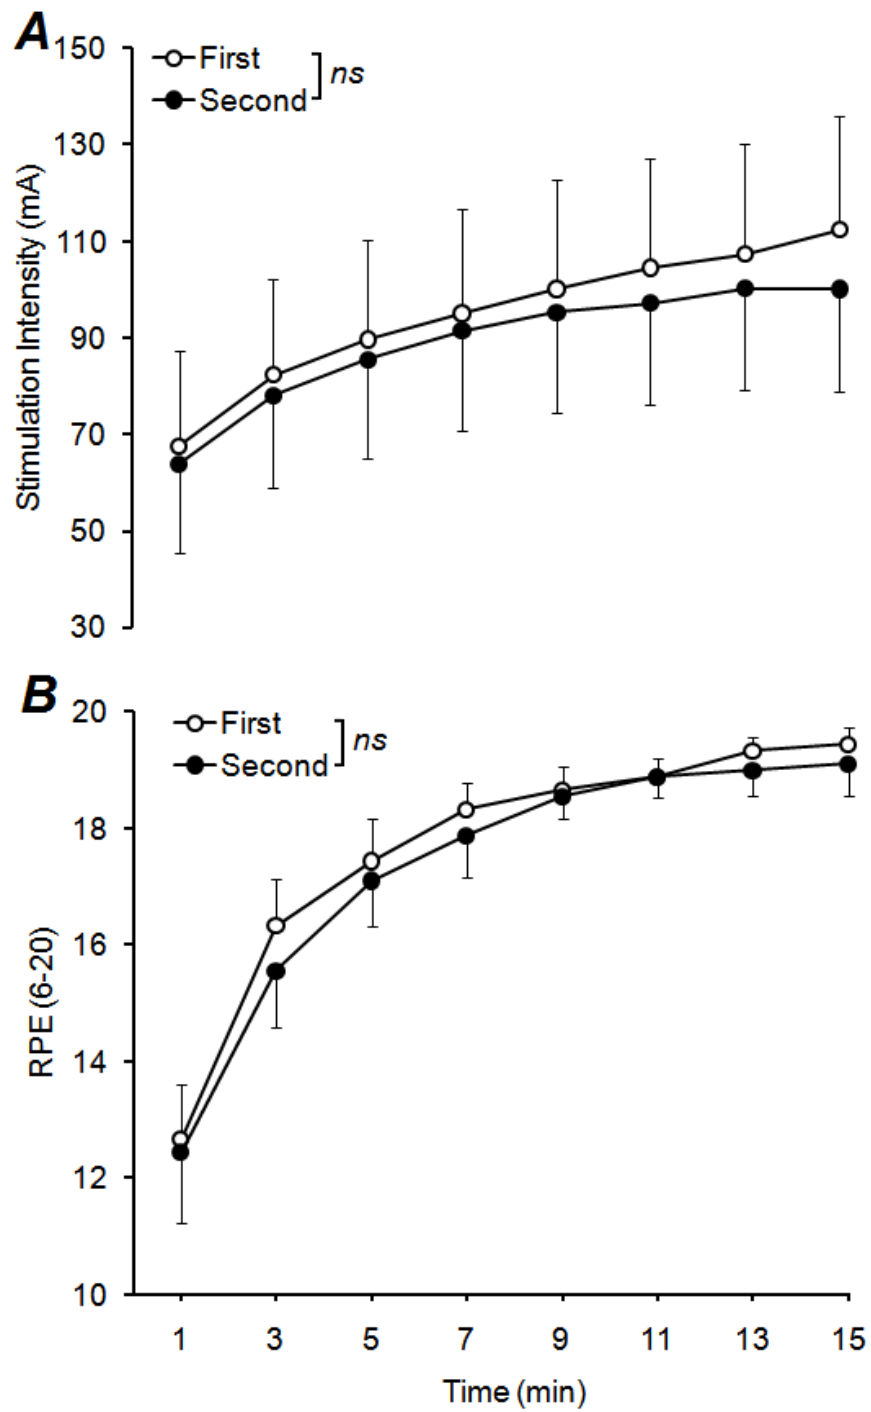 A
150
First
ns
Second
130
110
90
70
50
30
Stimulation Intensity (mA)
B
20
First
ns
Second
18
16
14
12
10
RPE (6-20)
1 3 5 7 9 11 13 15
Time (min)